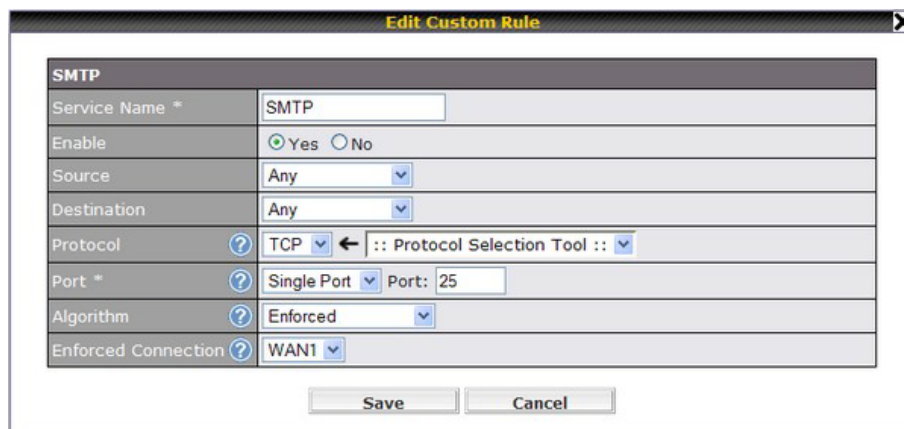 Edit Custom Rule
SMTP
Service Name * SMTP
Enable Yes No
Source Any
Destination Any
Protocol ? TCP :: Protocol Selection Tool ::
Port * ? Single Port Port: 25
Algorithm ? Enforced
Enforced Connection ? WAN1
Save Cancel